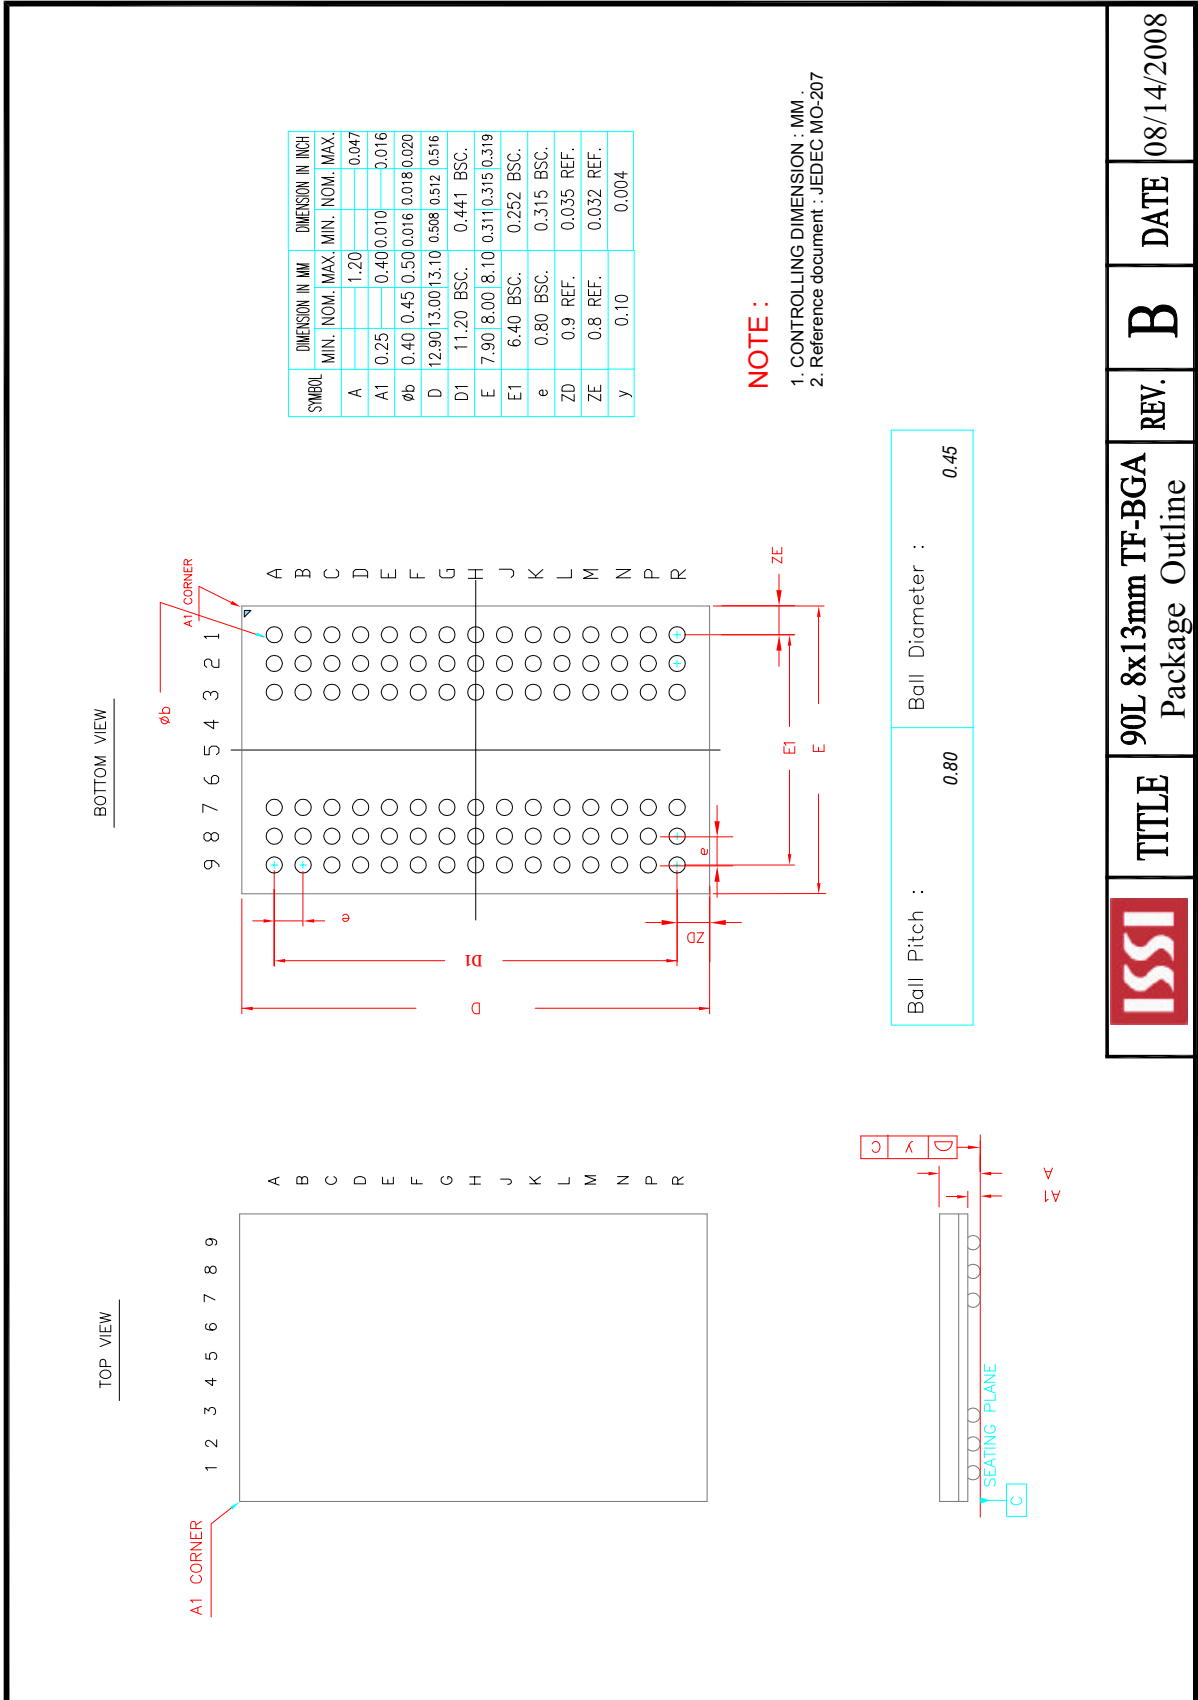 TOP VIEW
A1 CORNER
1 2 3 4 5 6 7 8 9
A
B
C
D
E
F
G
H
J
K
L
M
N
P
R
BOTTOM VIEW
øb
A1 CORNER
9 8 7 6 5 4 3 2 1
A
B
C
D
E
F
G
H
J
K
L
M
N
P
R
e
D1
D
ZD
e
E1
E
ZE
SYMBOL DIMENSION IN MM DIMENSION IN INCH
MIN. NOM. MAX. MIN. NOM. MAX.
A 1.20 0.047
A1 0.25 0.40 0.010 0.016
øb 0.40 0.45 0.50 0.016 0.018 0.020
D 12.90 13.00 13.10 0.508 0.512 0.516
D1 11.20 BSC. 0.441 BSC.
E 7.90 8.00 8.10 0.311 0.315 0.319
E1 6.40 BSC. 0.252 BSC.
e 0.80 BSC. 0.315 BSC.
ZD 0.9 REF. 0.035 REF.
ZE 0.8 REF. 0.032 REF.
y 0.10 0.004
NOTE :
1. CONTROLLING DIMENSION : MM .
2. Reference document : JEDEC MO-207
C y
A
A1
SEATING PLANE
C
Ball Pitch : 0.80
Ball Diameter : 0.45
ISSI
TITLE
90L 8x13mm TF-BGA
Package Outline
REV.
B
DATE
08/14/2008